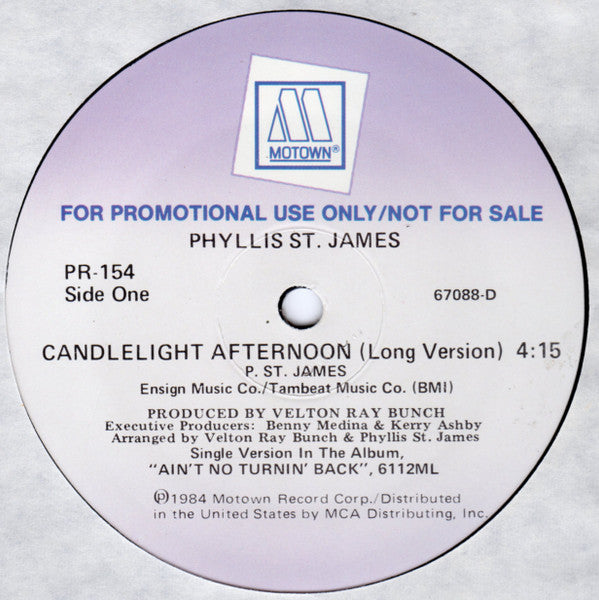 MOTOWN®
FOR PROMOTIONAL USE ONLY/NOT FOR SALE
PHYLLIS ST. JAMES
PR-154
Side One
67088-D
CANDLELIGHT AFTERNOON (Long Version) 4:15
P. ST. JAMES
Ensign Music Co./Tambeat Music Co. (BMI)
PRODUCED BY VELTON RAY BUNCH
Executive Producers: Benny Medina & Kerry Ashby
Arranged by Velton Ray Bunch & Phyllis St. James
Single Version In The Album,
"AIN'T NO TURNIN' BACK", 6112ML
℗1984 Motown Record Corp./Distributed
in the United States by MCA Distributing, Inc.